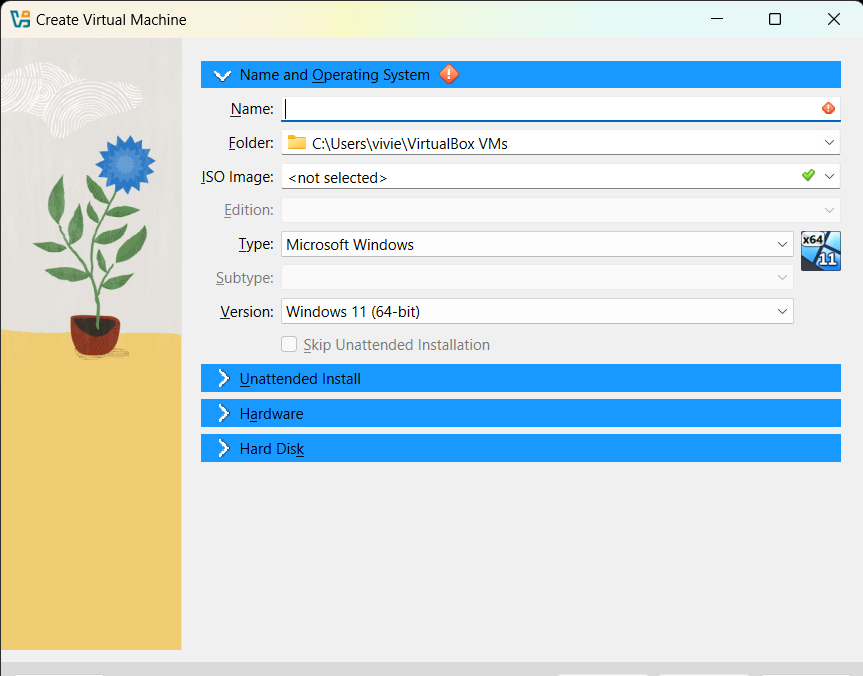 Create Virtual Machine
Name and Operating System
Name:
Folder: C:\Users\vivie\VirtualBox VMs
ISO Image: <not selected>
Edition:
Type: Microsoft Windows
x64
11
Subtype:
Version: Windows 11 (64-bit)
Skip Unattended Installation
Unattended Install
Hardware
Hard Disk